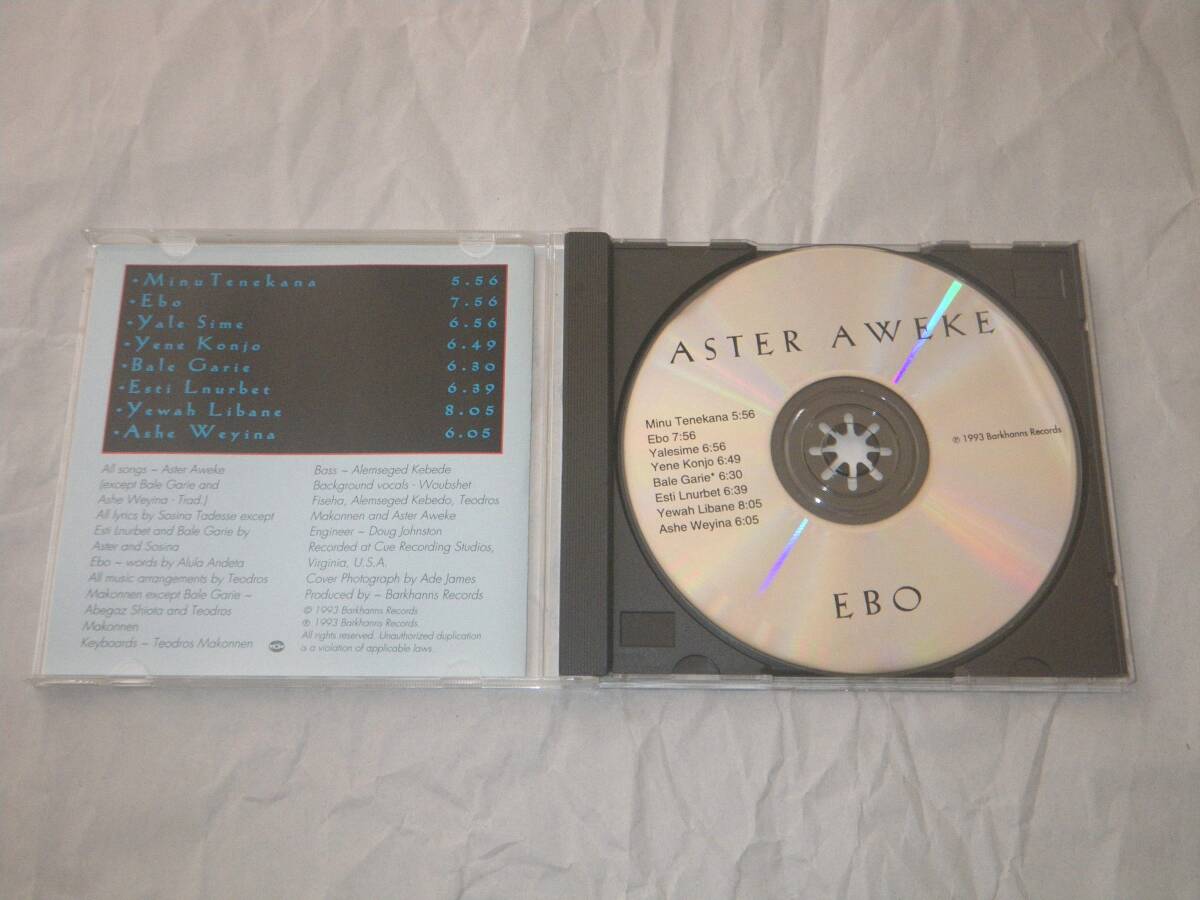 • Minu Tenekana 5.56
• Ebo 7.56
• Yale Sime 6.56
• Yene Konjo 6.49
• Bale Garie 6.30
• Esti Lnurbet 6.39
• Yewah Libane 8.05
• Ashe Weyina 6.05
All songs ~ Aster Aweke
(except Bale Garie and
Ashe Weyina - Trad.)
All lyrics by Sosina Tadesse except
Esti Lnurbet and Bale Garie by
Aster and Sosina
Ebo ~ words by Alula Andeta
All music arrangements by Teodros
Makonnen except Bale Garie ~
Abegaz Shiota and Teodros
Makonnen
Keyboards ~ Teodros Makonnen
Bass ~ Alemseged Kebede
Background vocals - Woubshet
Fiseha, Alemseged Kebedo, Teodros
Makonnen and Aster Aweke
Engineer ~ Doug Johnston
Recorded at Cue Recording Studios,
Virginia, U.S.A.
Cover Photograph by Ade James
Produced by ~ Barkhanns Records
© 1993 Barkhanns Records
℗ 1993 Barkhanns Records.
All rights reserved. Unauthorized duplication
is a violation of applicable laws.
ASTER AWEKE
Minu Tenekana 5:56
Ebo 7:56
Yalesime 6:56
Yene Konjo 6:49
Bale Garie* 6:30
Esti Lnurbet 6:39
Yewah Libane 8:05
Ashe Weyina 6:05
℗ 1993 Barkhanns Records
EBO